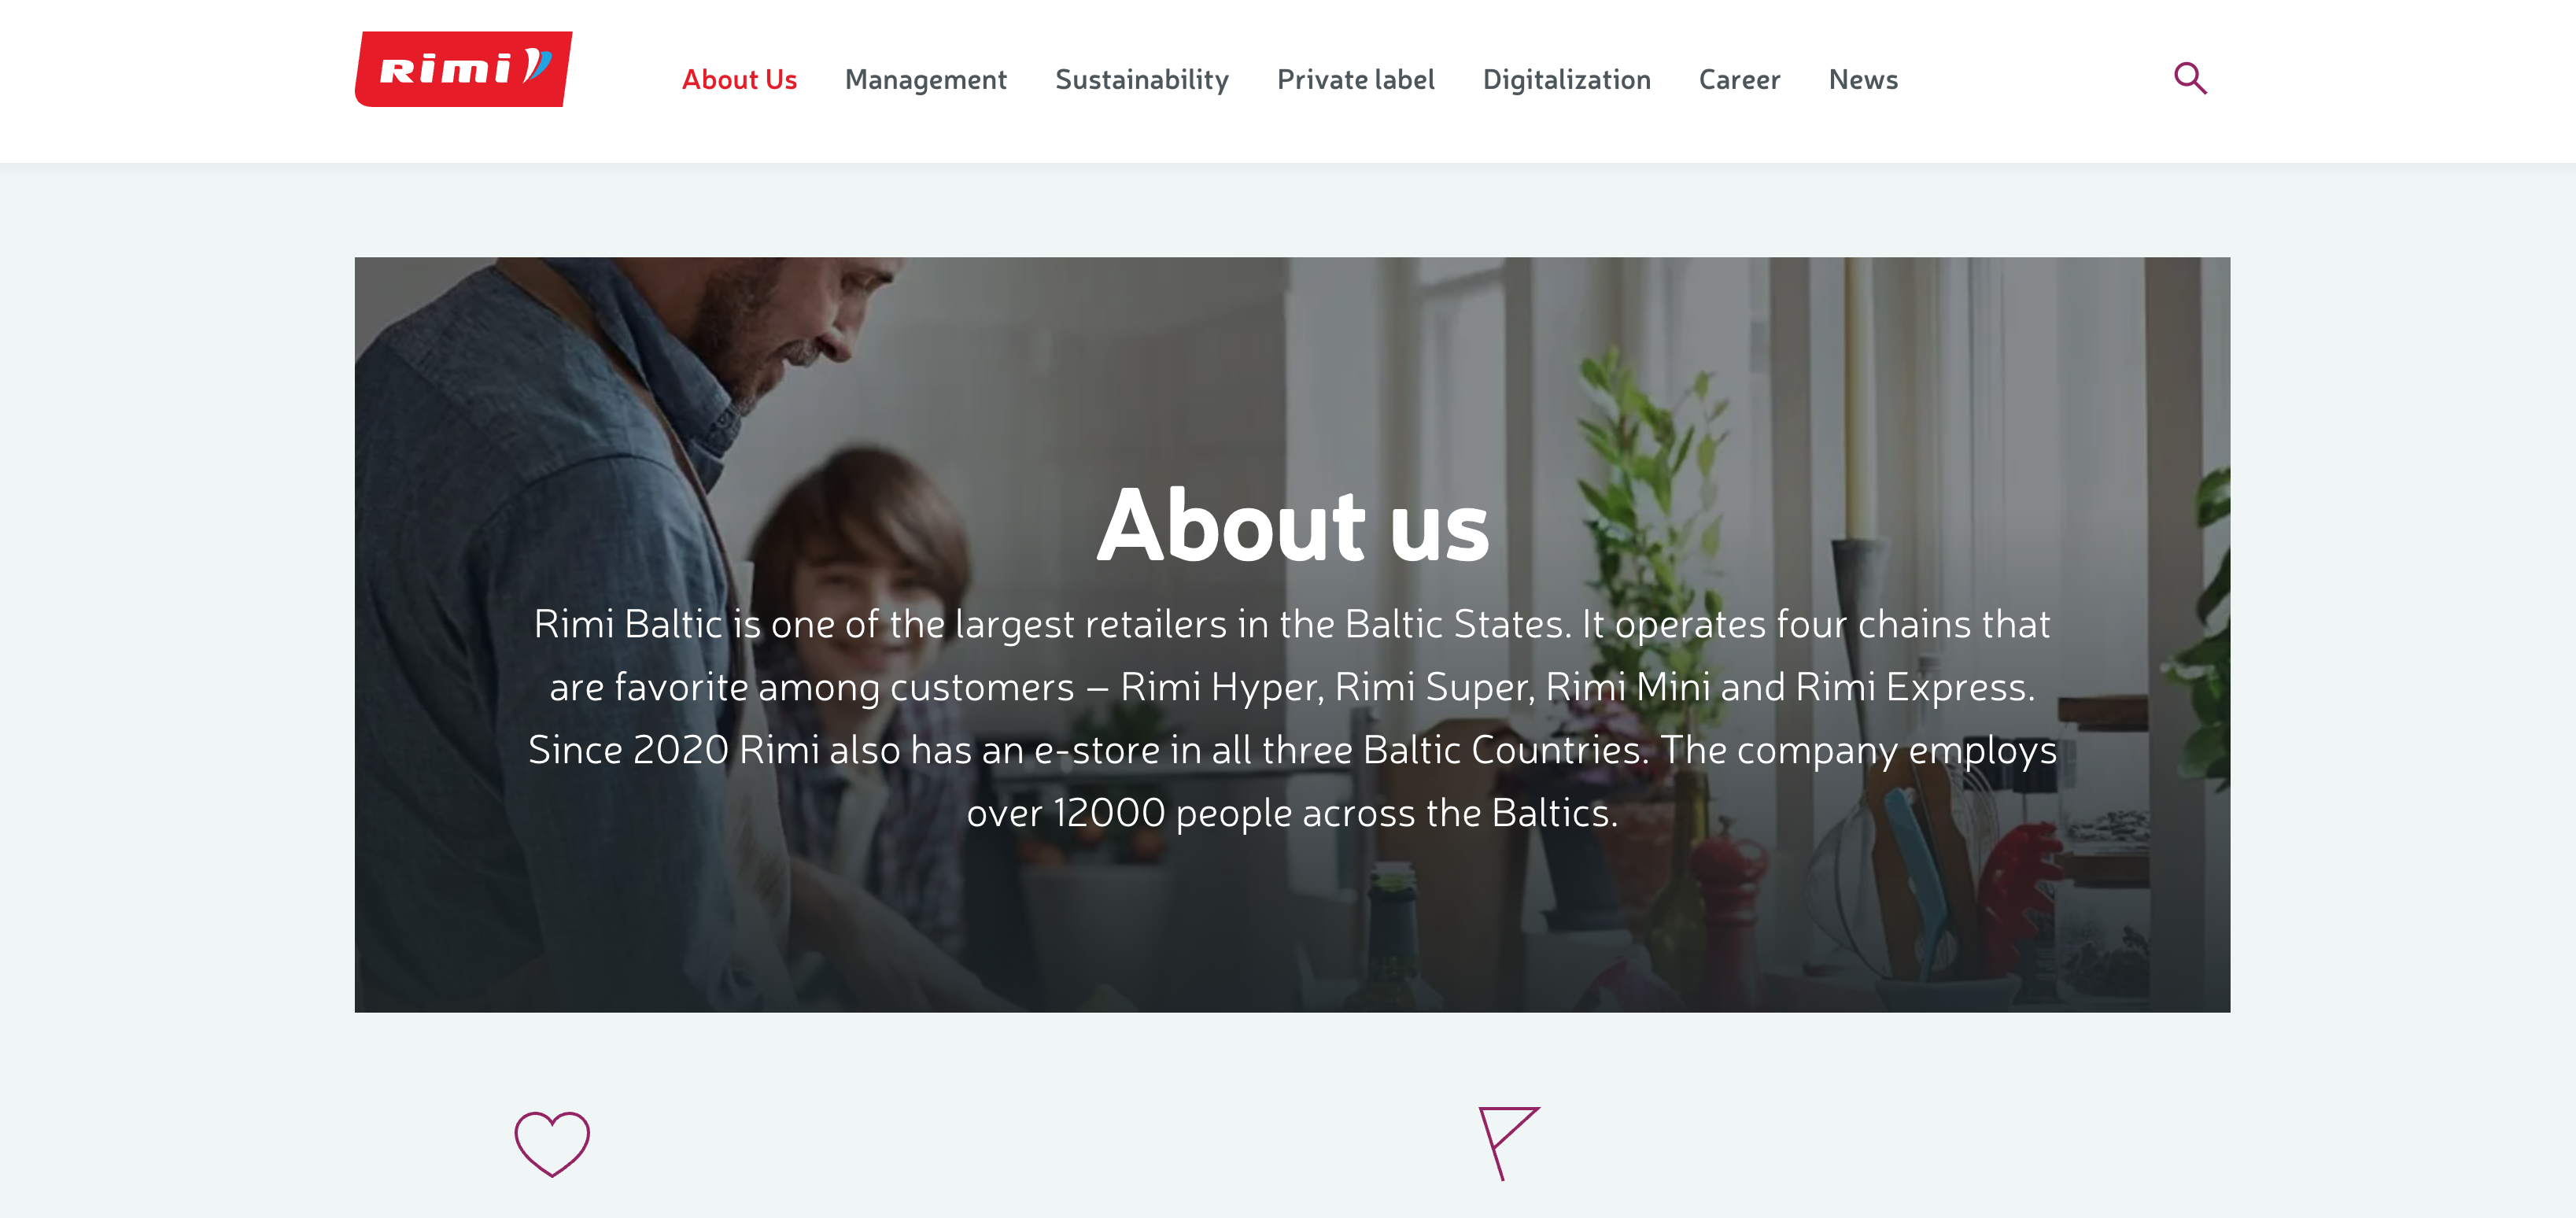 Rimi
About Us Management Sustainability Private label Digitalization Career News
About us
Rimi Baltic is one of the largest retailers in the Baltic States. It operates four chains that
are favorite among customers – Rimi Hyper, Rimi Super, Rimi Mini and Rimi Express.
Since 2020 Rimi also has an e-store in all three Baltic Countries. The company employs
over 12000 people across the Baltics.